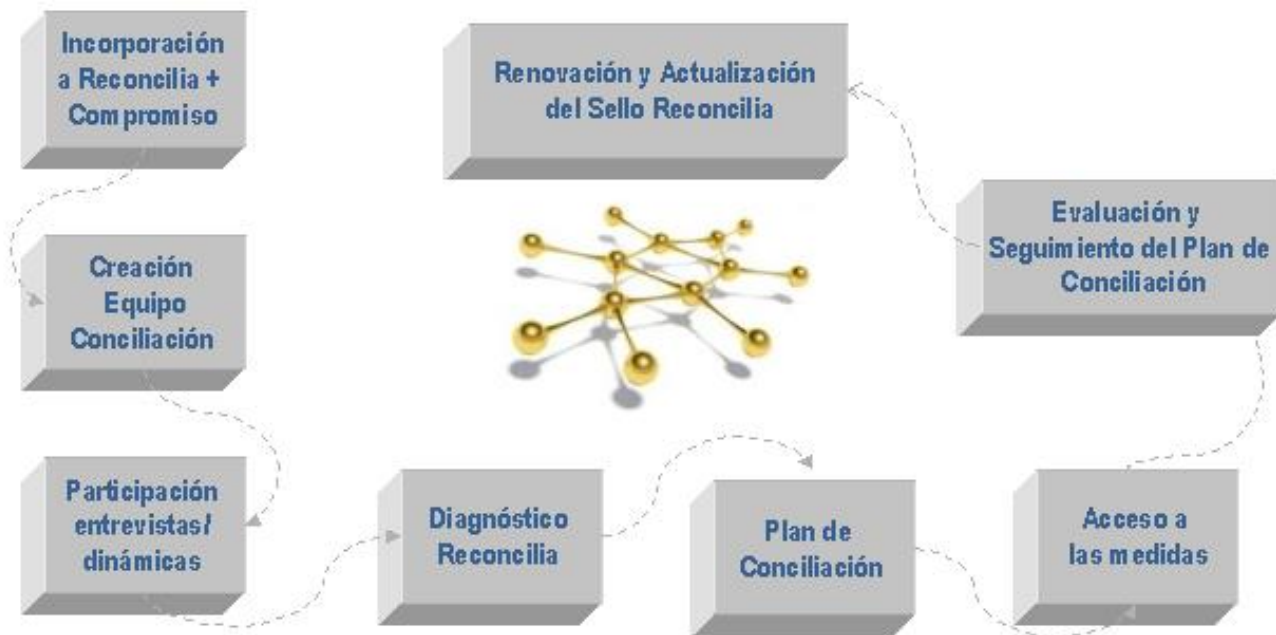 Incorporación
a Reconcilia +
Compromiso
Creación
Equipo
Conciliación
Participación
entrevistas/
dinámicas
Diagnóstico
Reconcilia
Plan de
Conciliación
Acceso a
las medidas
Evaluación y
Seguimiento del Plan de
Conciliación
Renovación y Actualización
del Sello Reconcilia